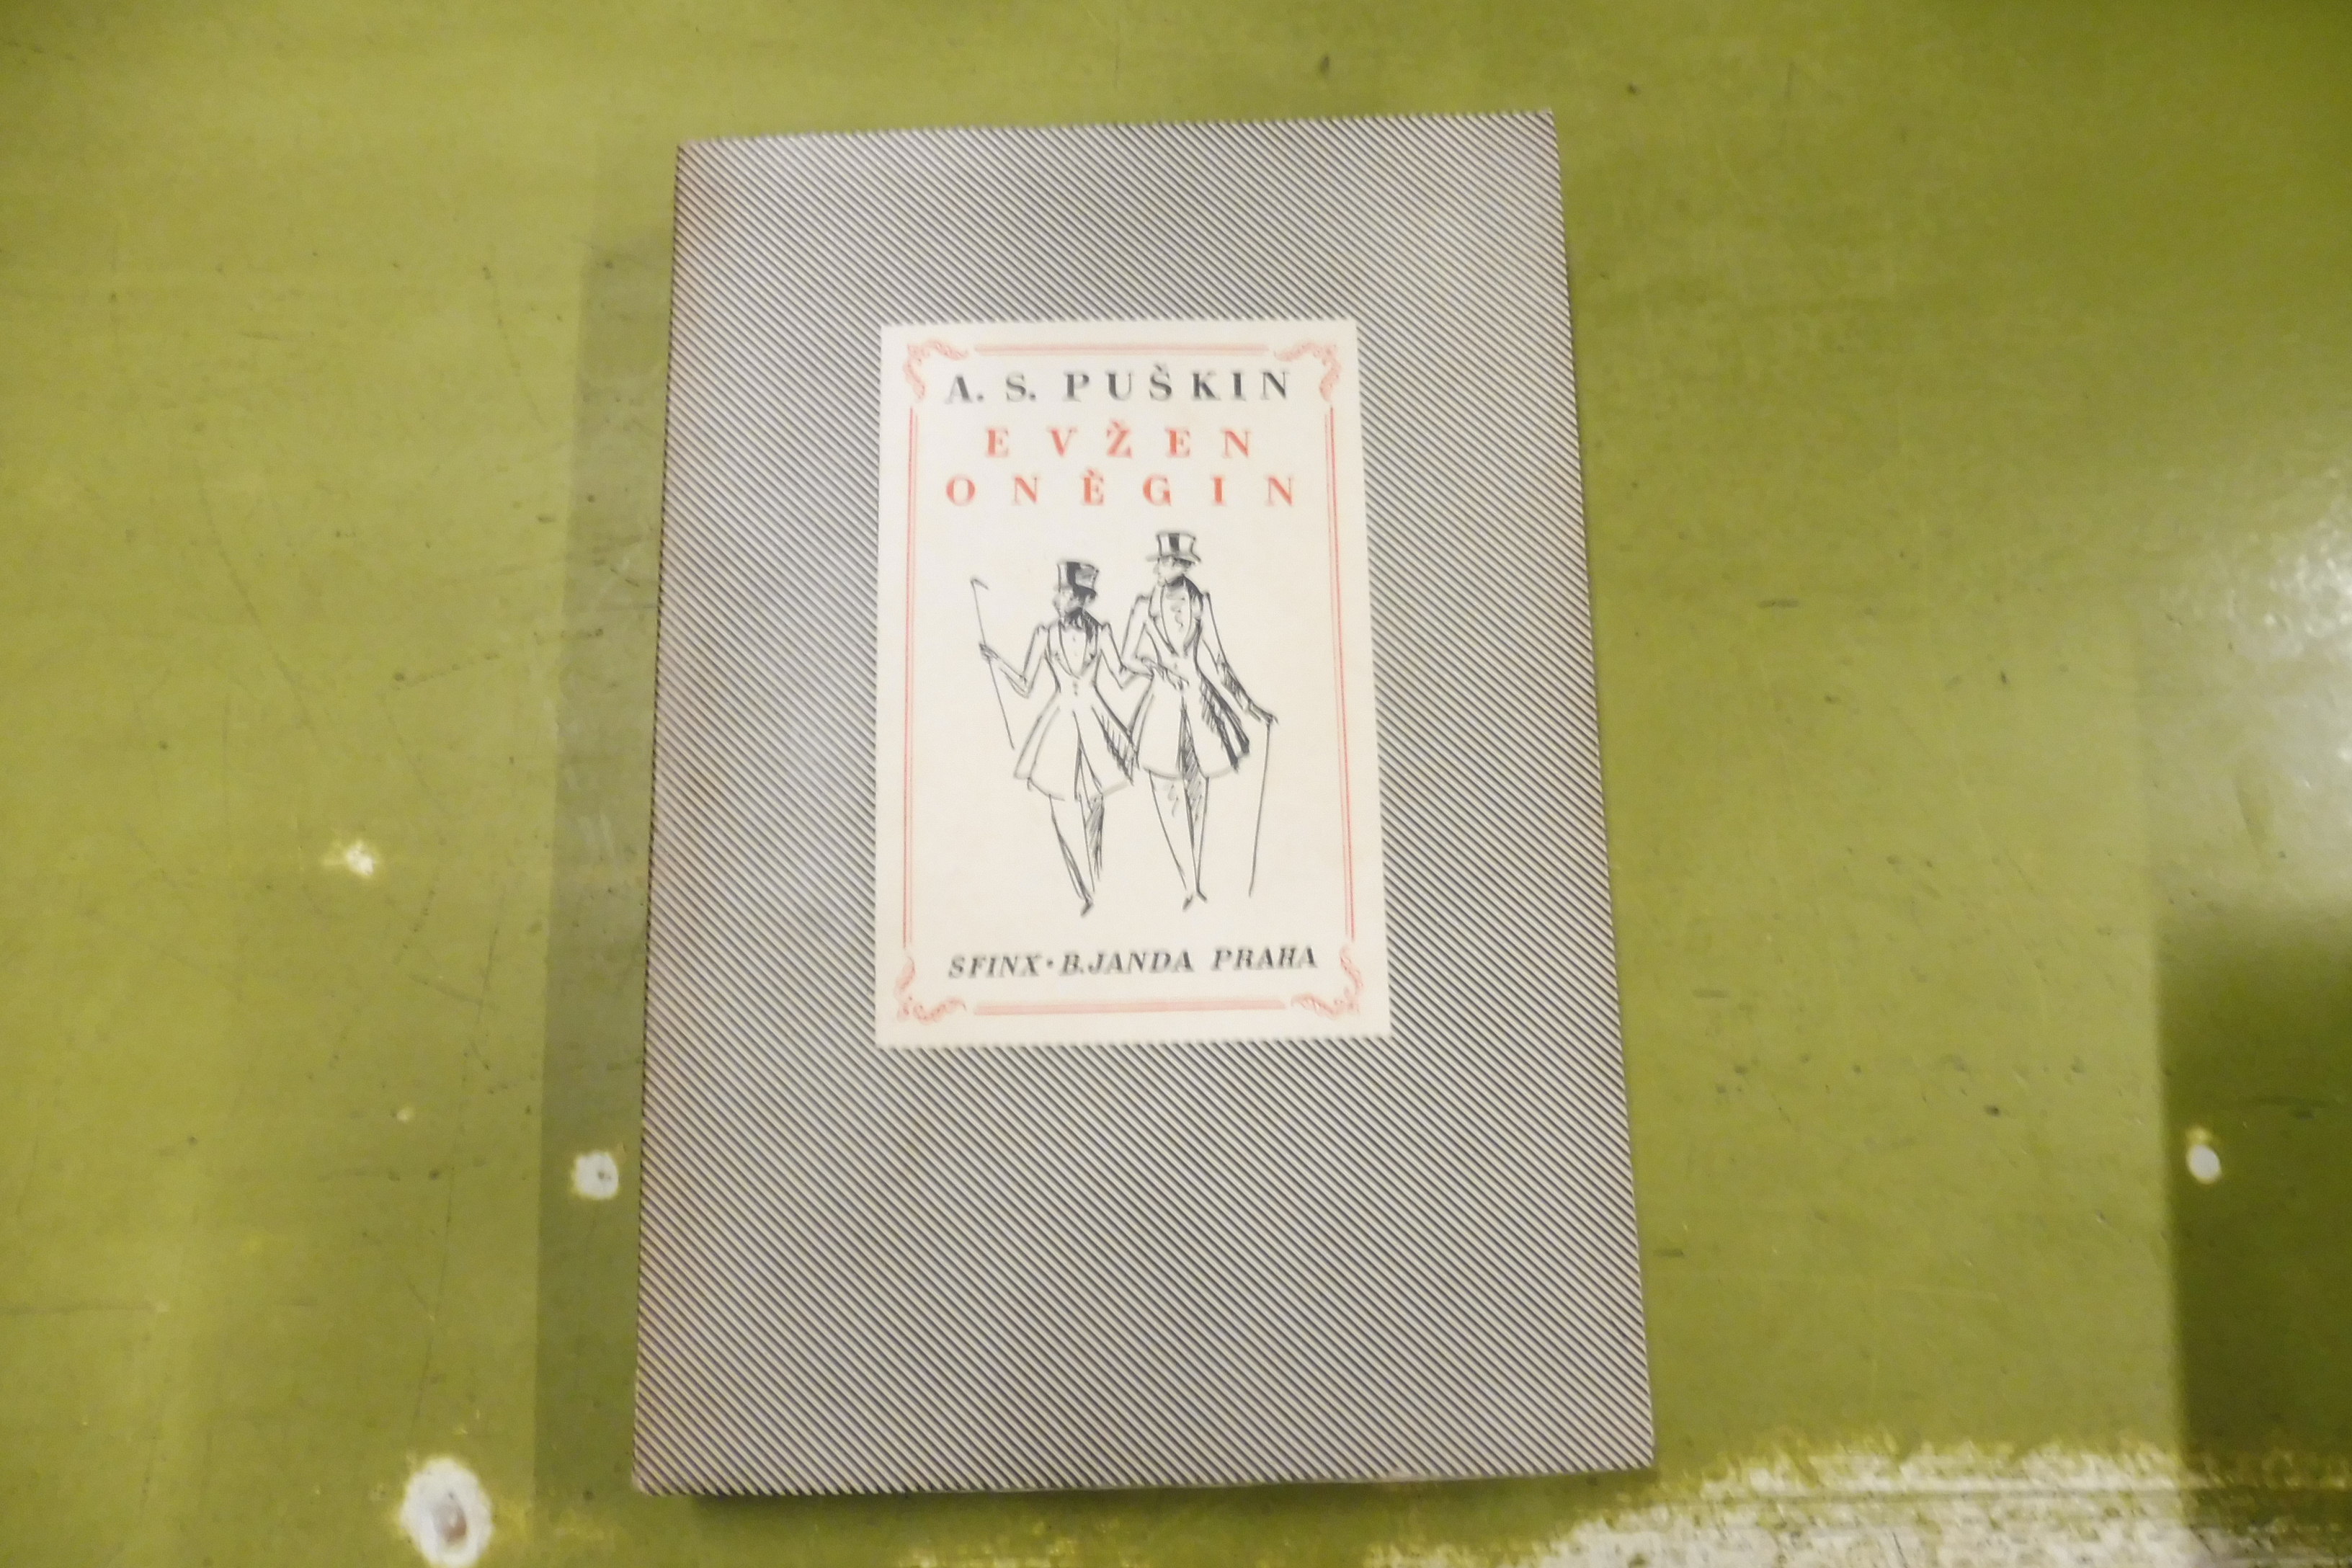 A. S. PUŠKIN
EVŽEN
ONĚGIN
SFINX • B. JANDA PRAHA